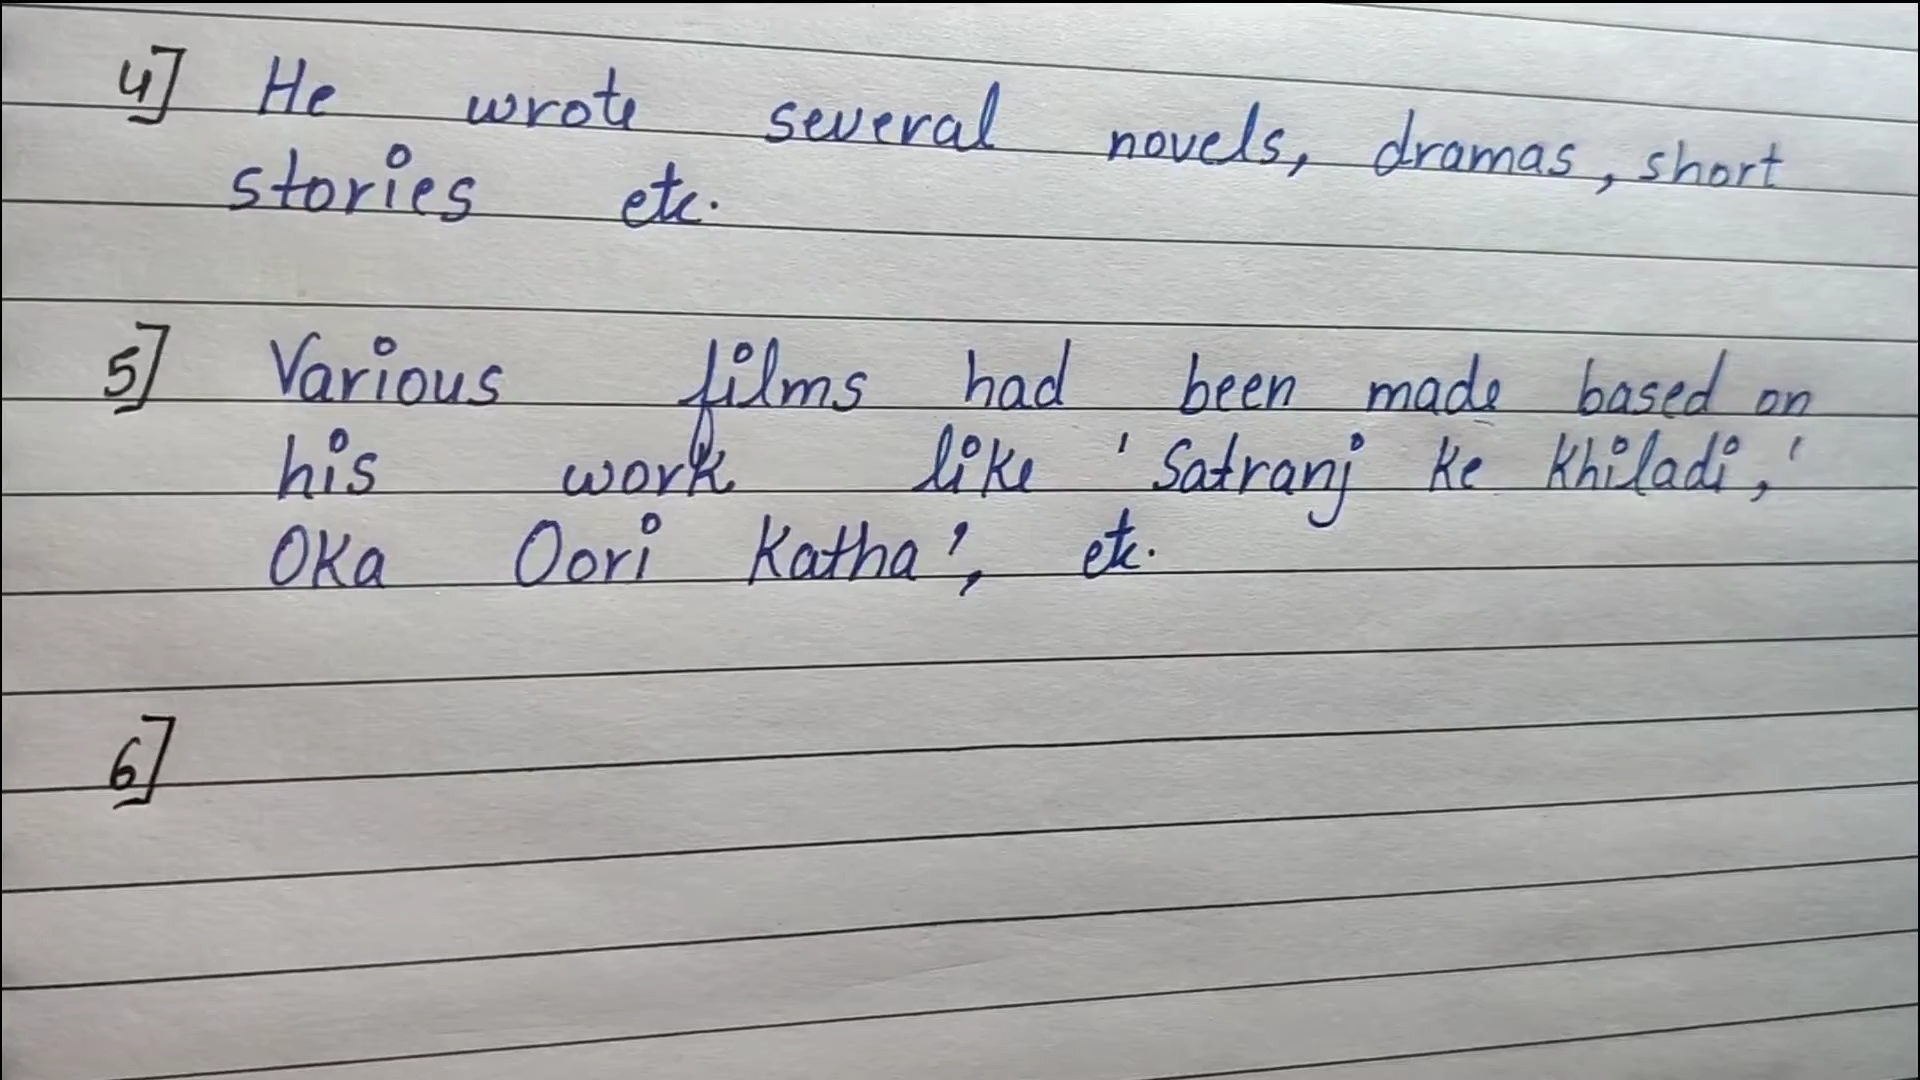 4] He wrote several novels, dramas, short
stories etc.
5] Various films had been made based on
his work like 'Satranj ke khiladi,'
Oka Oori Katha', etc.
6]